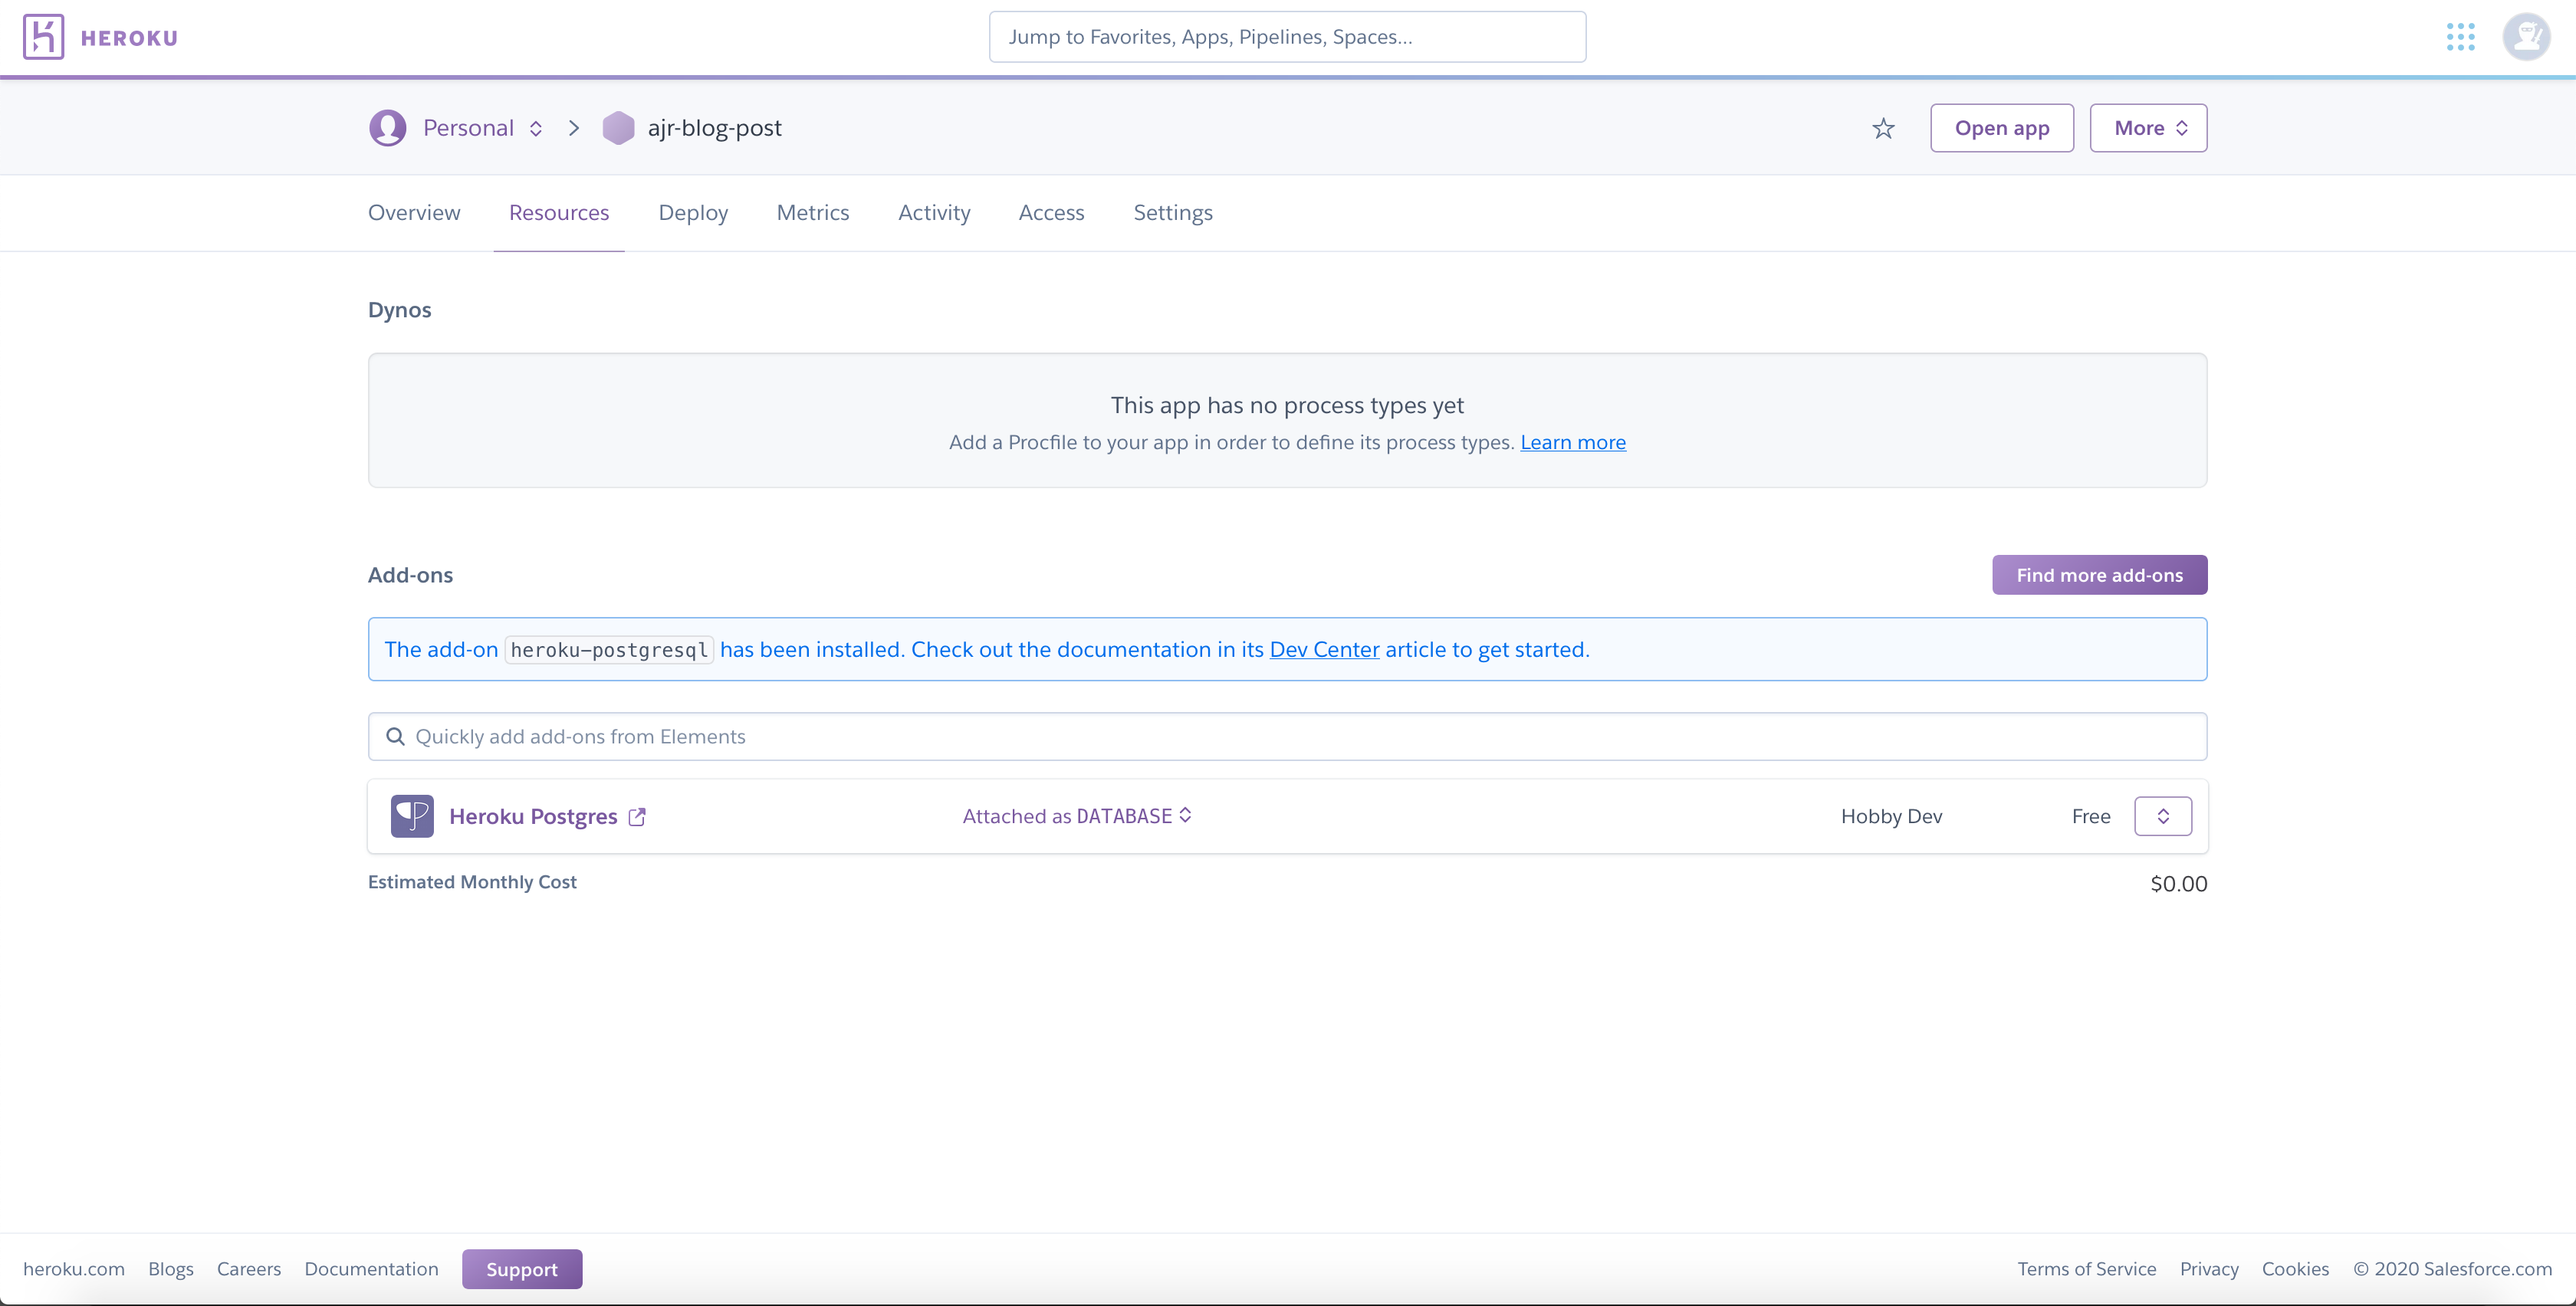 HEROKU
Jump to Favorites, Apps, Pipelines, Spaces...
Personal
ajr-blog-post
Open app
More
Overview
Resources
Deploy
Metrics
Activity
Access
Settings
Dynos
This app has no process types yet
Add a Procfile to your app in order to define its process types. Learn more
Add-ons
Find more add-ons
The add-on heroku-postgresql has been installed. Check out the documentation in its Dev Center article to get started.
Quickly add add-ons from Elements
Heroku Postgres
Attached as DATABASE
Hobby Dev
Free
Estimated Monthly Cost
$0.00
heroku.com
Blogs
Careers
Documentation
Support
Terms of Service
Privacy
Cookies
© 2020 Salesforce.com